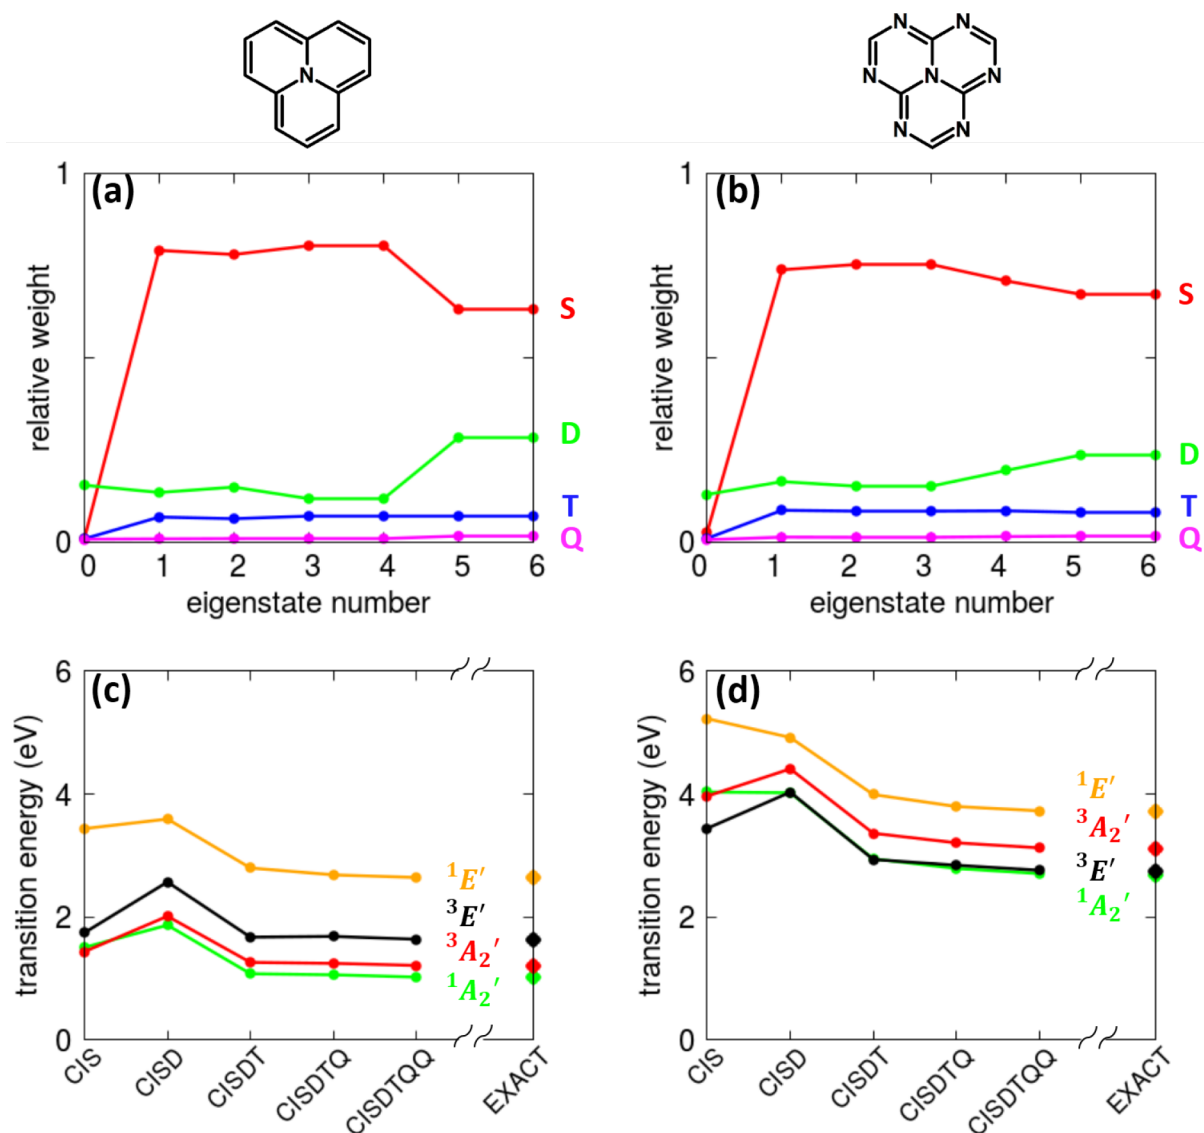 N
N N
N N N
N N
(a)
1
relative weight
0
S
D
T
Q
0 1 2 3 4 5 6
eigenstate number
(b)
1
relative weight
0
S
D
T
Q
0 1 2 3 4 5 6
eigenstate number
(c)
6
4
2
0
transition energy (eV)
¹E′
³E′
³A₂′
¹A₂′
CIS CISD CISDT CISDTQ CISDTQQ EXACT
(d)
6
4
2
0
transition energy (eV)
¹E′
³A₂′
³E′
¹A₂′
CIS CISD CISDT CISDTQ CISDTQQ EXACT